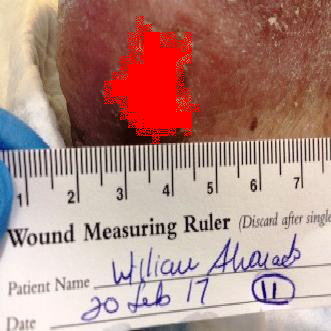 1 2 3 4 5 6 7
Wound Measuring Ruler (Discard after single
Patient Name William
Date 20 Feb 17 11